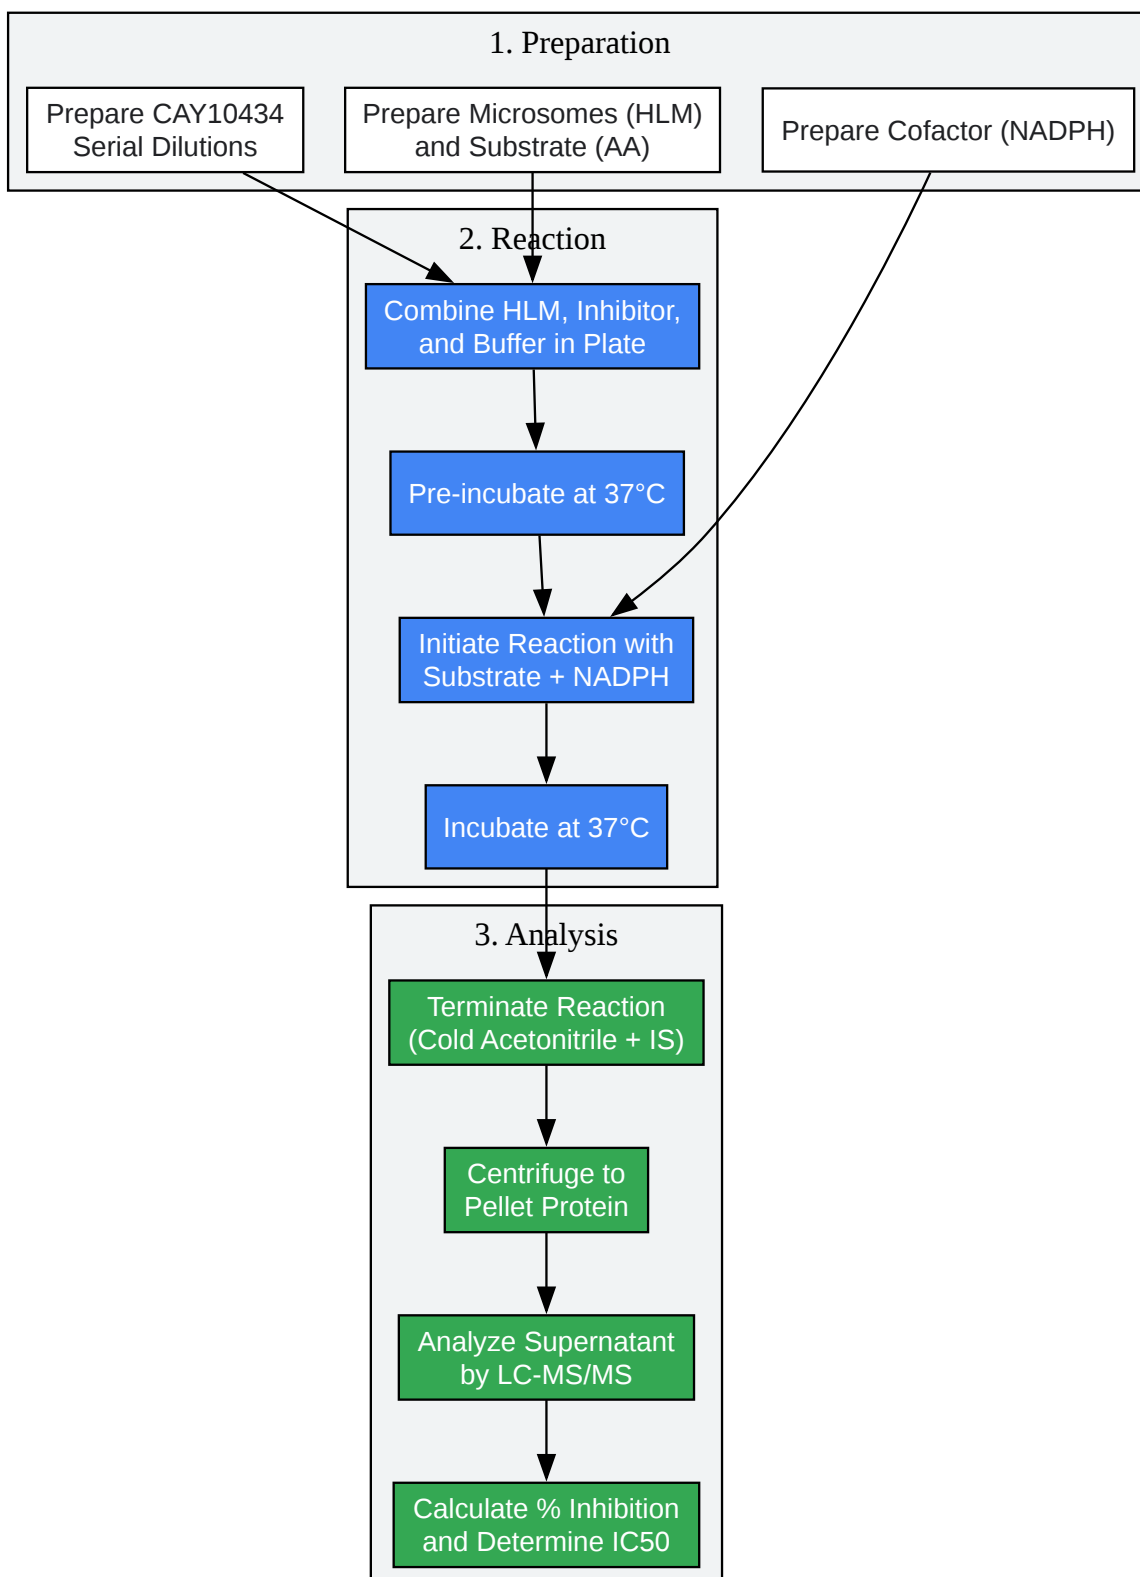 1. Preparation
Prepare CAY10434
Serial Dilutions
Prepare Microsomes (HLM)
and Substrate (AA)
Prepare Cofactor (NADPH)
2. Reaction
Combine HLM, Inhibitor,
and Buffer in Plate
Pre-incubate at 37°C
Initiate Reaction with
Substrate + NADPH
Incubate at 37°C
3. Analysis
Terminate Reaction
(Cold Acetonitrile + IS)
Centrifuge to
Pellet Protein
Analyze Supernatant
by LC-MS/MS
Calculate % Inhibition
and Determine IC50